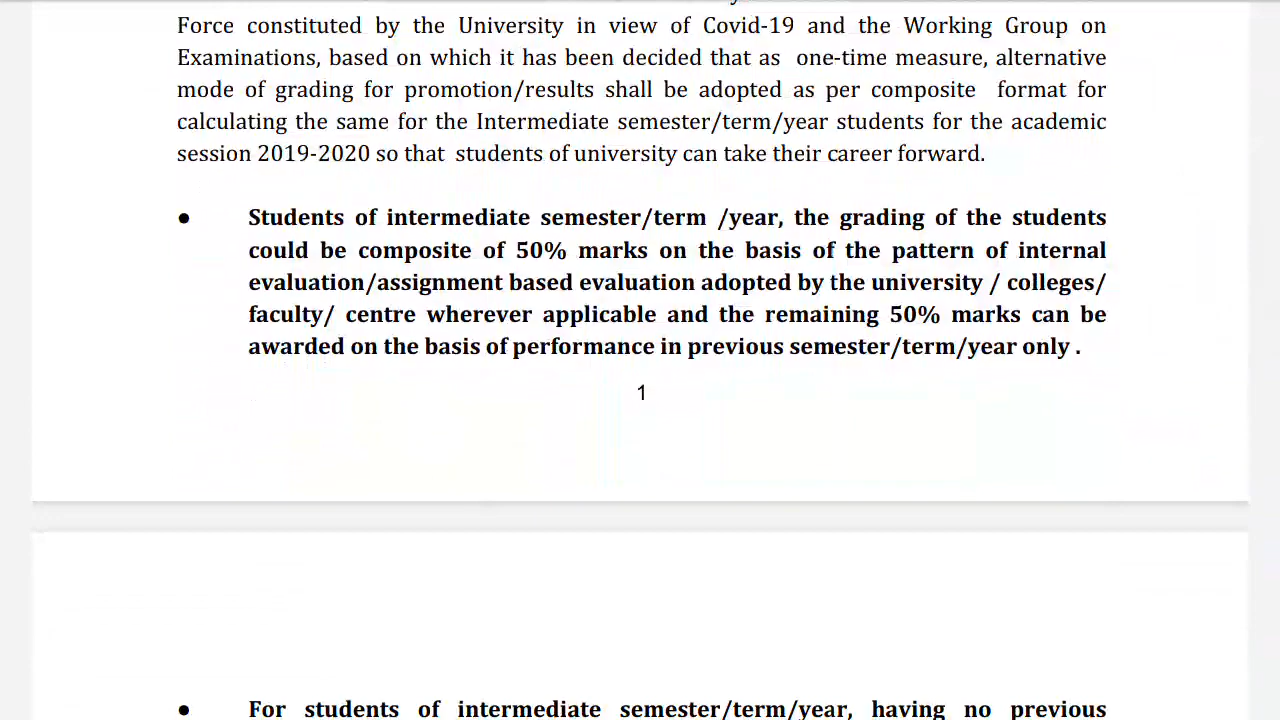 Force constituted by the University in view of Covid-19 and the Working Group on
Examinations, based on which it has been decided that as one-time measure, alternative
mode of grading for promotion/results shall be adopted as per composite format for
calculating the same for the Intermediate semester/term/year students for the academic
session 2019-2020 so that students of university can take their career forward.
● Students of intermediate semester/term /year, the grading of the students
could be composite of 50% marks on the basis of the pattern of internal
evaluation/assignment based evaluation adopted by the university / colleges/
faculty/ centre wherever applicable and the remaining 50% marks can be
awarded on the basis of performance in previous semester/term/year only .
1
● For students of intermediate semester/term/year, having no previous